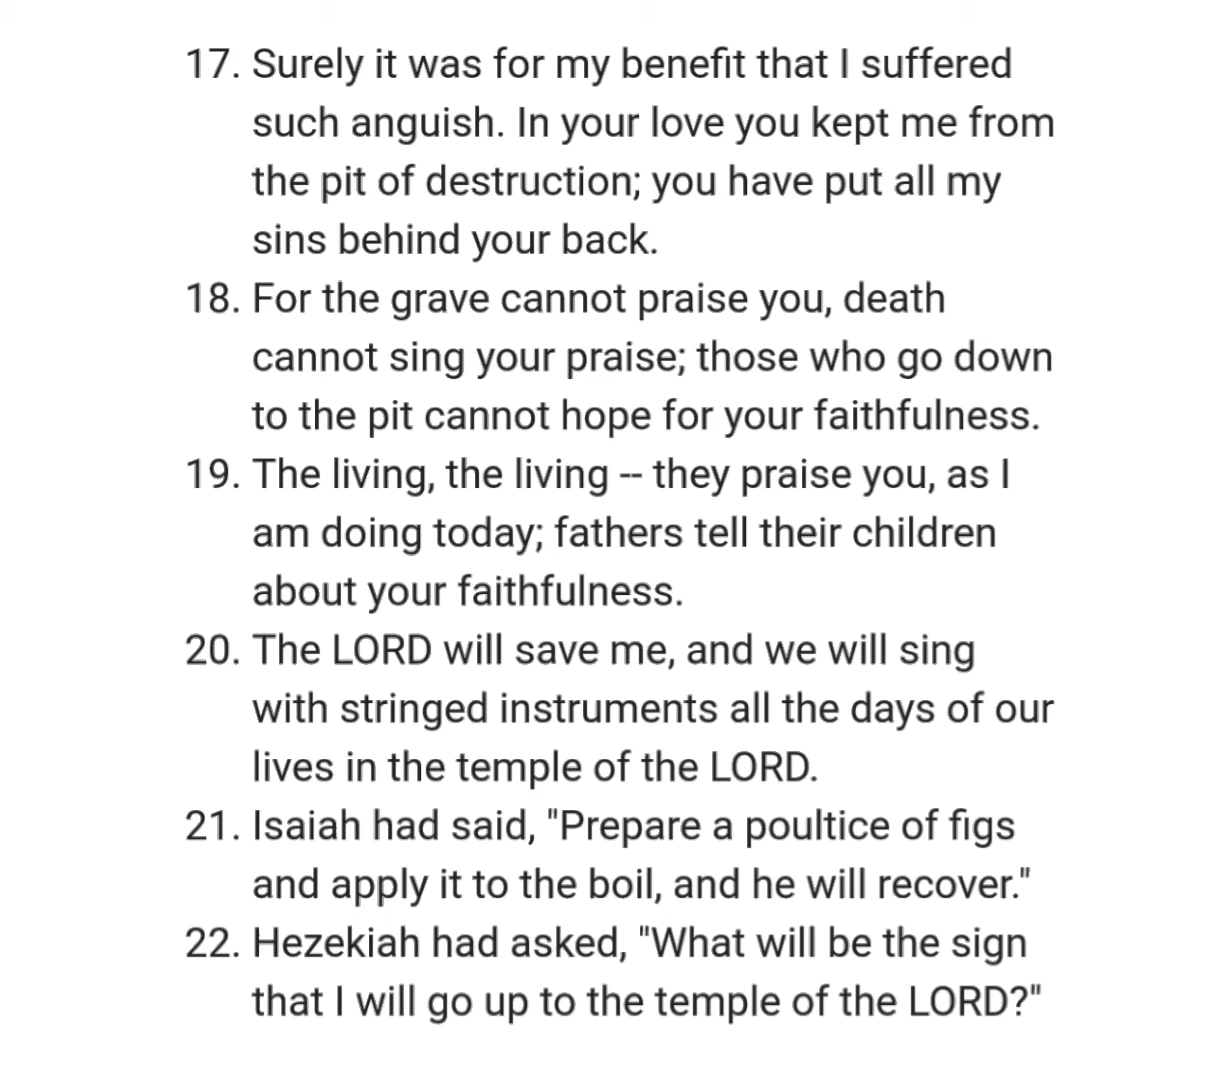 17. Surely it was for my benefit that I suffered
such anguish. In your love you kept me from
the pit of destruction; you have put all my
sins behind your back.
18. For the grave cannot praise you, death
cannot sing your praise; those who go down
to the pit cannot hope for your faithfulness.
19. The living, the living -- they praise you, as I
am doing today; fathers tell their children
about your faithfulness.
20. The LORD will save me, and we will sing
with stringed instruments all the days of our
lives in the temple of the LORD.
21. Isaiah had said, "Prepare a poultice of figs
and apply it to the boil, and he will recover."
22. Hezekiah had asked, "What will be the sign
that I will go up to the temple of the LORD?"